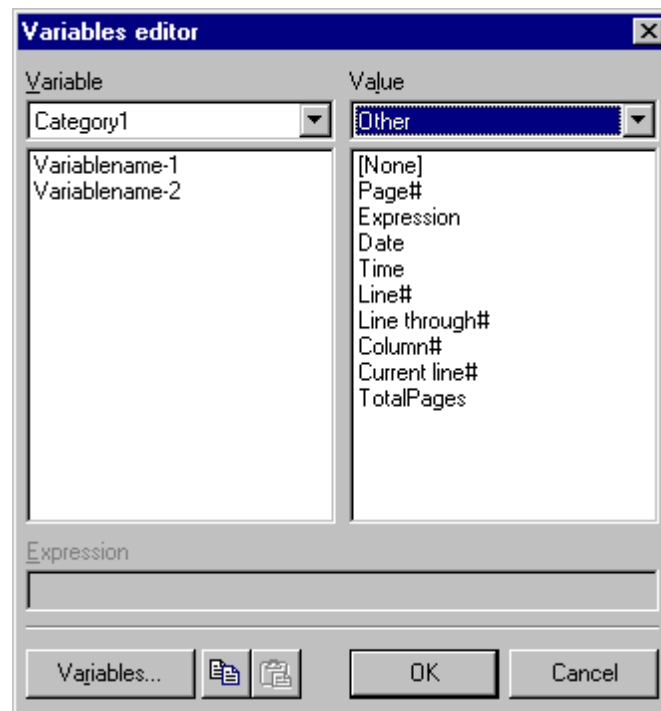 Variables editor
Variable
Value
Category1
Other
Variablename-1
Variablename-2
[None]
Page#
Expression
Date
Time
Line#
Line through#
Column#
Current line#
TotalPages
Expression
Variables...
OK
Cancel